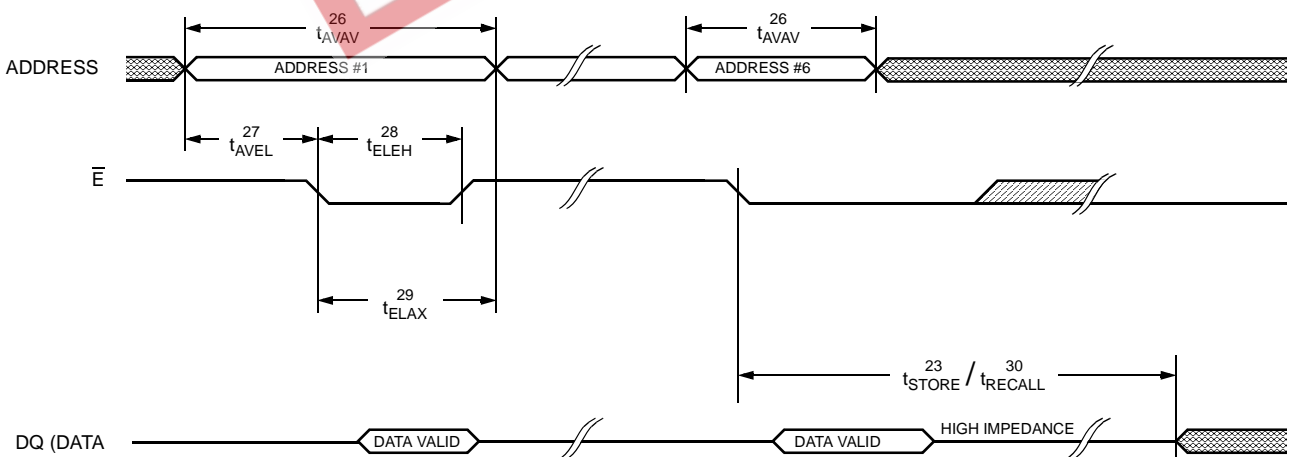 26 26
tAVAV tAVAV
ADDRESS ADDRESS #1 ADDRESS #6
27 28
tAVEL tELEH
E
29
tELAX
23 30
tSTORE / tRECALL
DQ (DATA DATA VALID DATA VALID HIGH IMPEDANCE